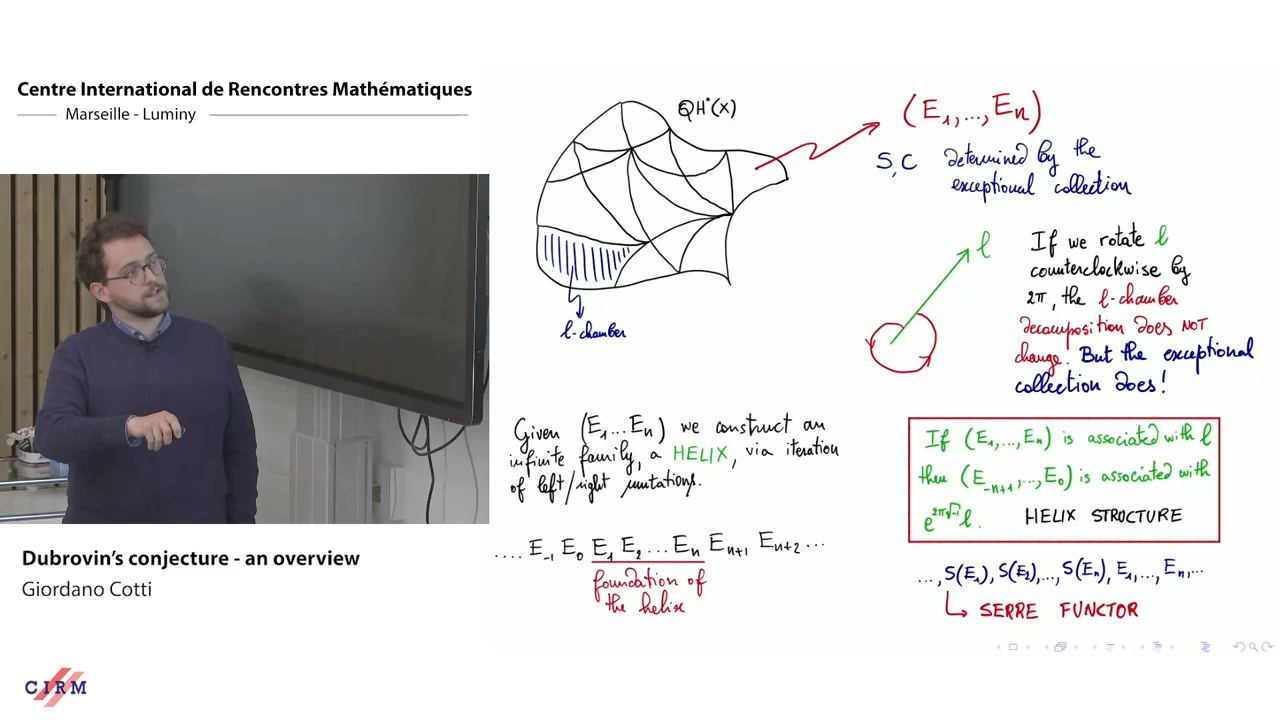 Centre International de Rencontres Mathématiques
Marseille - Luminy
Dubrovin's conjecture - an overview
Giordano Cotti
CIRM
QH•(X)
l-chamber
(E₁,...,Eₙ)
S, C determined by the
exceptional collection
l
If we rotate l
counterclockwise by
2π, the l-chamber
decomposition does NOT
change! But the exceptional
collection does!
Given (E₁...Eₙ) we construct an
infinite family, a HELIX, via iteration
of left/right mutations.
.... E₋₁ E₀ E₁ E₂ ... Eₙ Eₙ₊₁ Eₙ₊₂ ...
foundation of
the helix
If (E₁,...,Eₙ) is associated with l
then (E₋ₙ₊₁,...,E₀) is associated with
e^{2π√-1} l. HELIX STRUCTURE
..., S(E₁), S(E₂),..., S(Eₙ), E₁,..., Eₙ,...
SERRE FUNCTOR